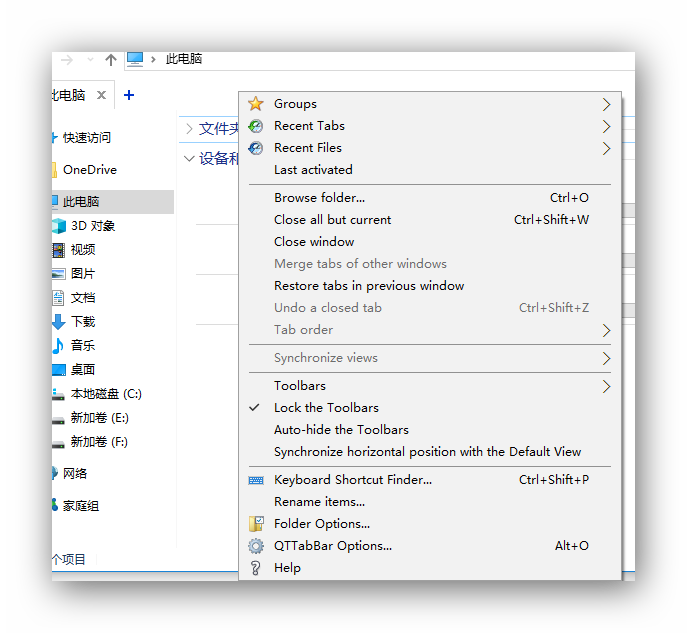 此电脑
此电脑
快速访问
OneDrive
此电脑
3D 对象
视频
图片
文档
下载
音乐
桌面
本地磁盘 (C:)
新加卷 (E:)
新加卷 (F:)
网络
家庭组
个项目
文件夹
设备和
Groups
Recent Tabs
Recent Files
Last activated
Browse folder... Ctrl+O
Close all but current Ctrl+Shift+W
Close window
Merge tabs of other windows
Restore tabs in previous window
Undo a closed tab Ctrl+Shift+Z
Tab order
Synchronize views
Toolbars
Lock the Toolbars
Auto-hide the Toolbars
Synchronize horizontal position with the Default View
Keyboard Shortcut Finder... Ctrl+Shift+P
Rename items...
Folder Options...
QTTabBar Options... Alt+O
Help